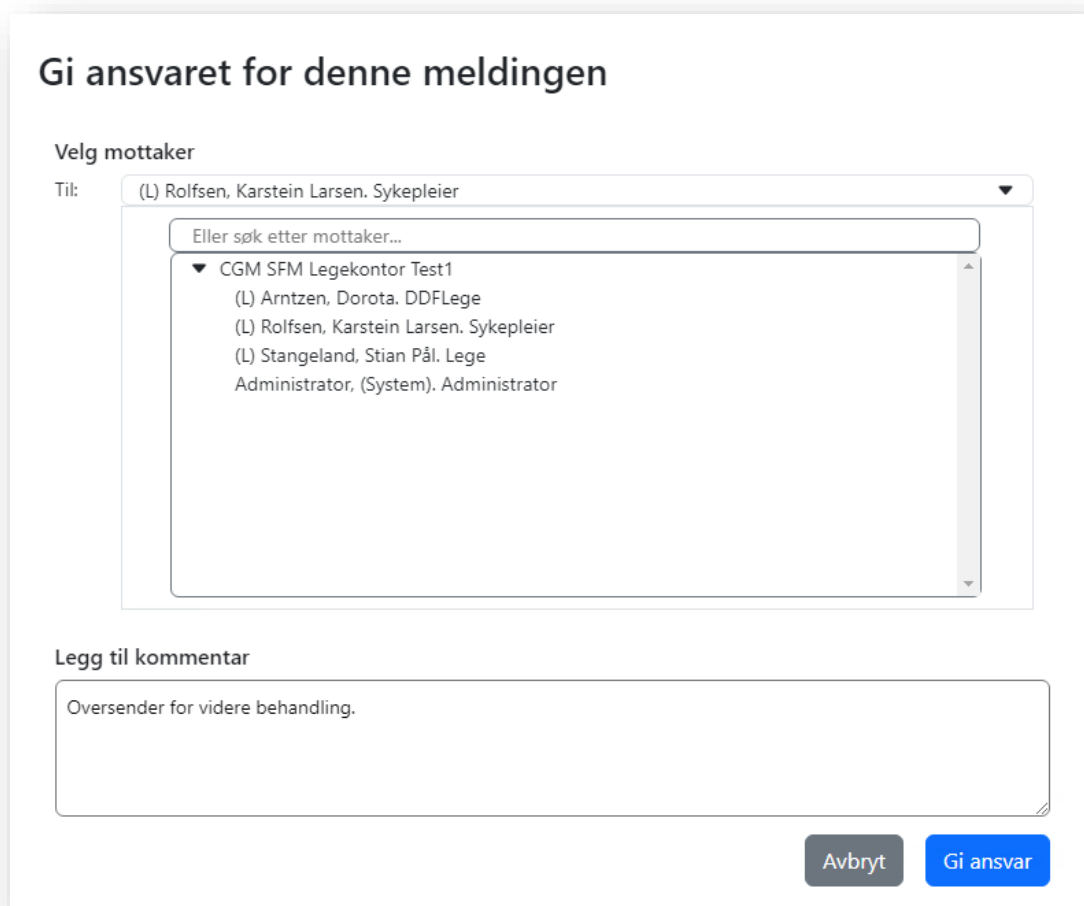 Gi ansvaret for denne meldingen
Velg mottaker
Til: (L) Rolfsen, Karstein Larsen. Sykepleier
Eller søk etter mottaker...
CGM SFM Legekontor Test1
(L) Arntzen, Dorota. DDFLege
(L) Rolfsen, Karstein Larsen. Sykepleier
(L) Stangeland, Stian Pål. Lege
Administrator, (System). Administrator
Legg til kommentar
Oversender for videre behandling.
Avbryt Gi ansvar